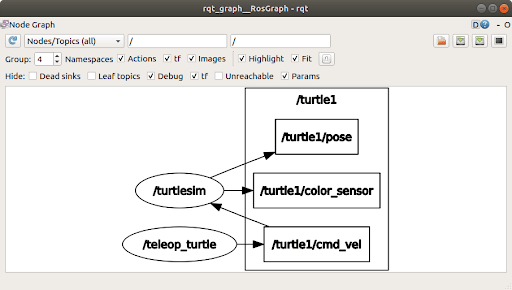 rqt_graph__RosGraph - rqt
Node Graph
D - O
Nodes/Topics (all) / /
Group: 4 Namespaces Actions tf Images Highlight Fit
Hide: Dead sinks Leaf topics Debug tf Unreachable Params
/turtle1
/turtle1/pose
/turtlesim
/turtle1/color_sensor
/teleop_turtle
/turtle1/cmd_vel